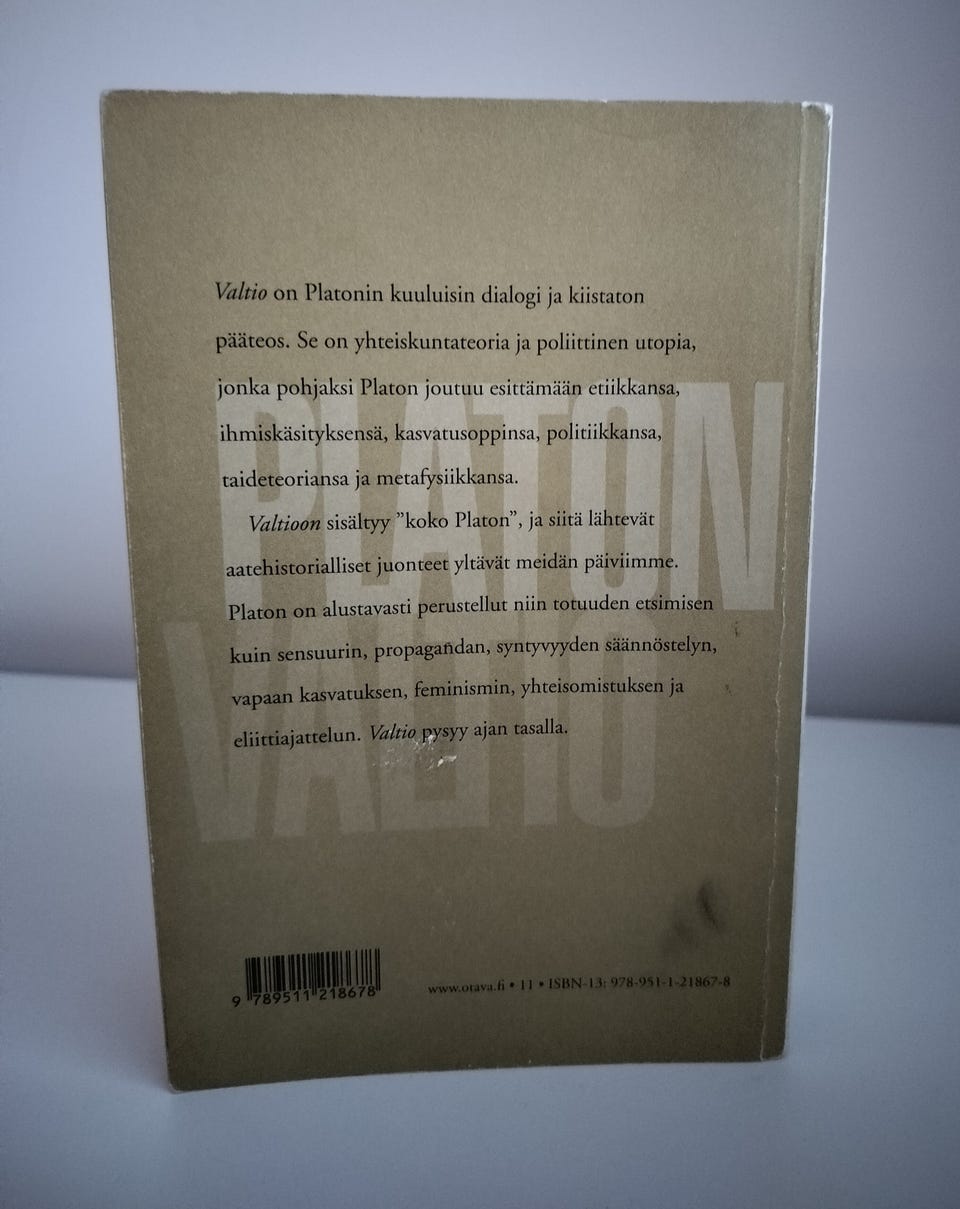 Valtio on Platonin kuuluisin dialogi ja kiistaton
pääteos. Se on yhteiskuntateoria ja poliittinen utopia,
jonka pohjaksi Platon joutuu esittämään etiikkansa,
ihmiskäsityksensä, kasvatusoppinsa, politiikkansa,
taideteoriansa ja metafysiikkansa.
Valtioon sisältyy ”koko Platon”, ja siitä lähtevät
aatehistorialliset juonteet yltävät meidän päiviimme.
Platon on alustavasti perustellut niin totuuden etsimisen
kuin sensuurin, propagandan, syntyvyyden säännöstelyn,
vapaan kasvatuksen, feminismin, yhteisomistuksen ja
eliittiajattelun. Valtio pysyy ajan tasalla.
PLATON
VALTIO
9 789511 218678
www.otava.fi • 11 • ISBN-13: 978-951-1-21867-8